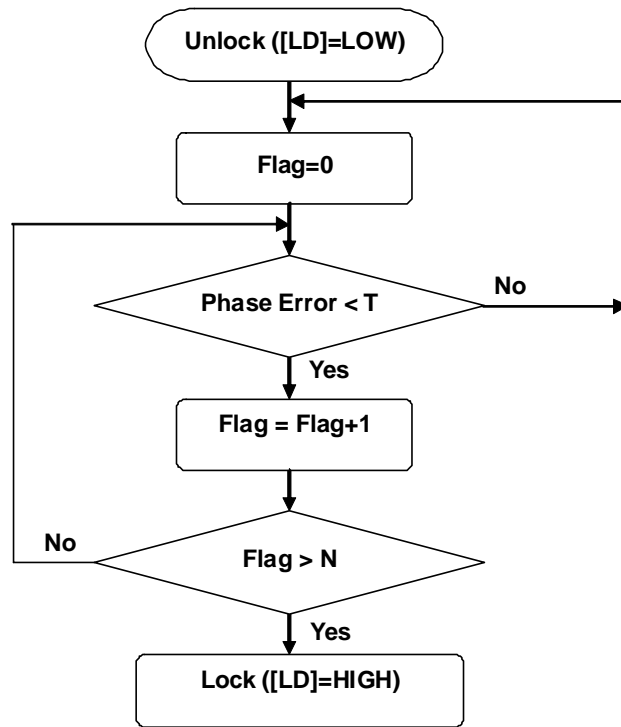 Unlock ([LD]=LOW)
Flag=0
Phase Error < T
No
Yes
Flag = Flag+1
Flag > N
No
Yes
Lock ([LD]=HIGH)